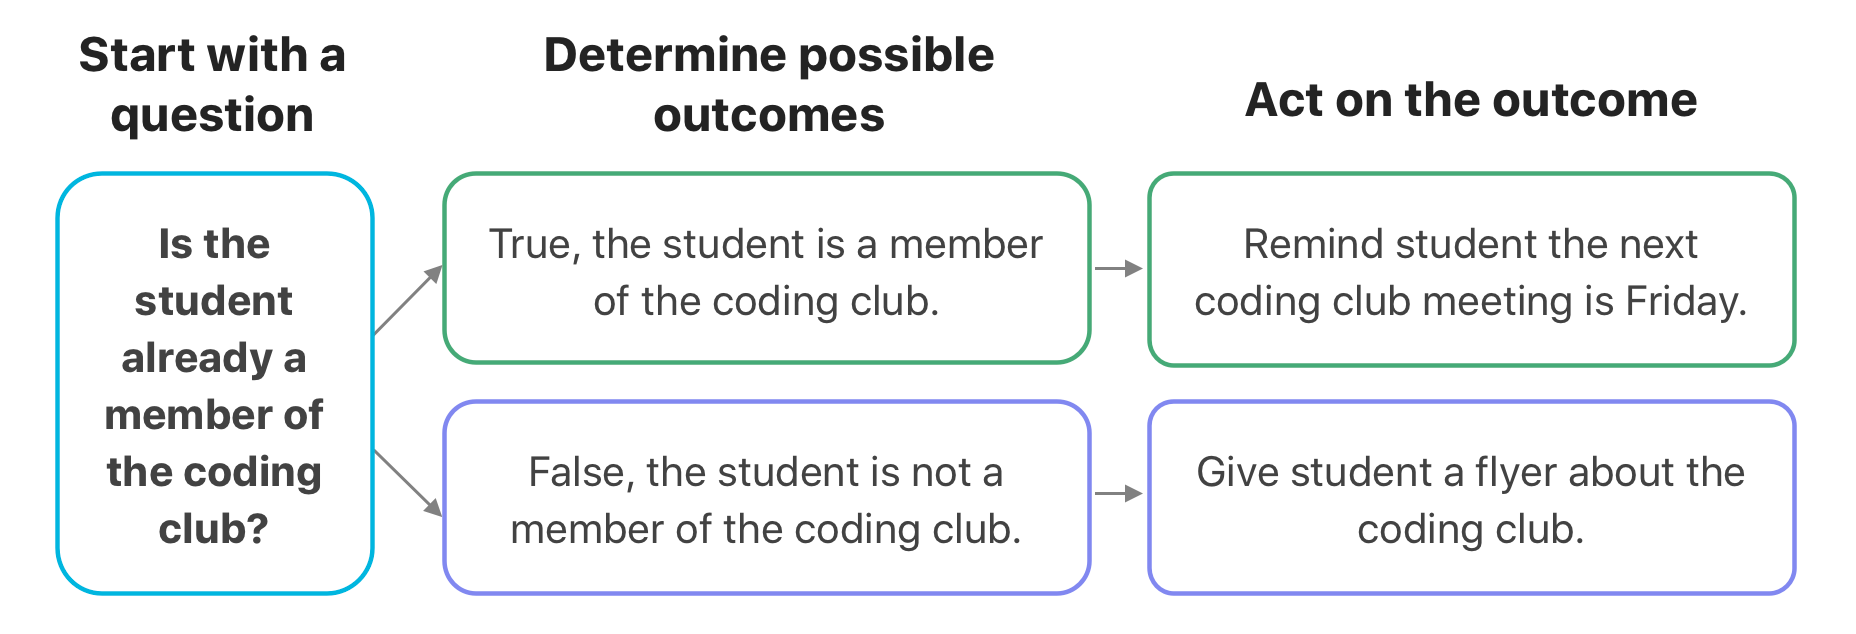 Start with a
question
Determine possible
outcomes
Act on the outcome
Is the
student
already a
member of
the coding
club?
True, the student is a member
of the coding club.
Remind student the next
coding club meeting is Friday.
False, the student is not a
member of the coding club.
Give student a flyer about the
coding club.